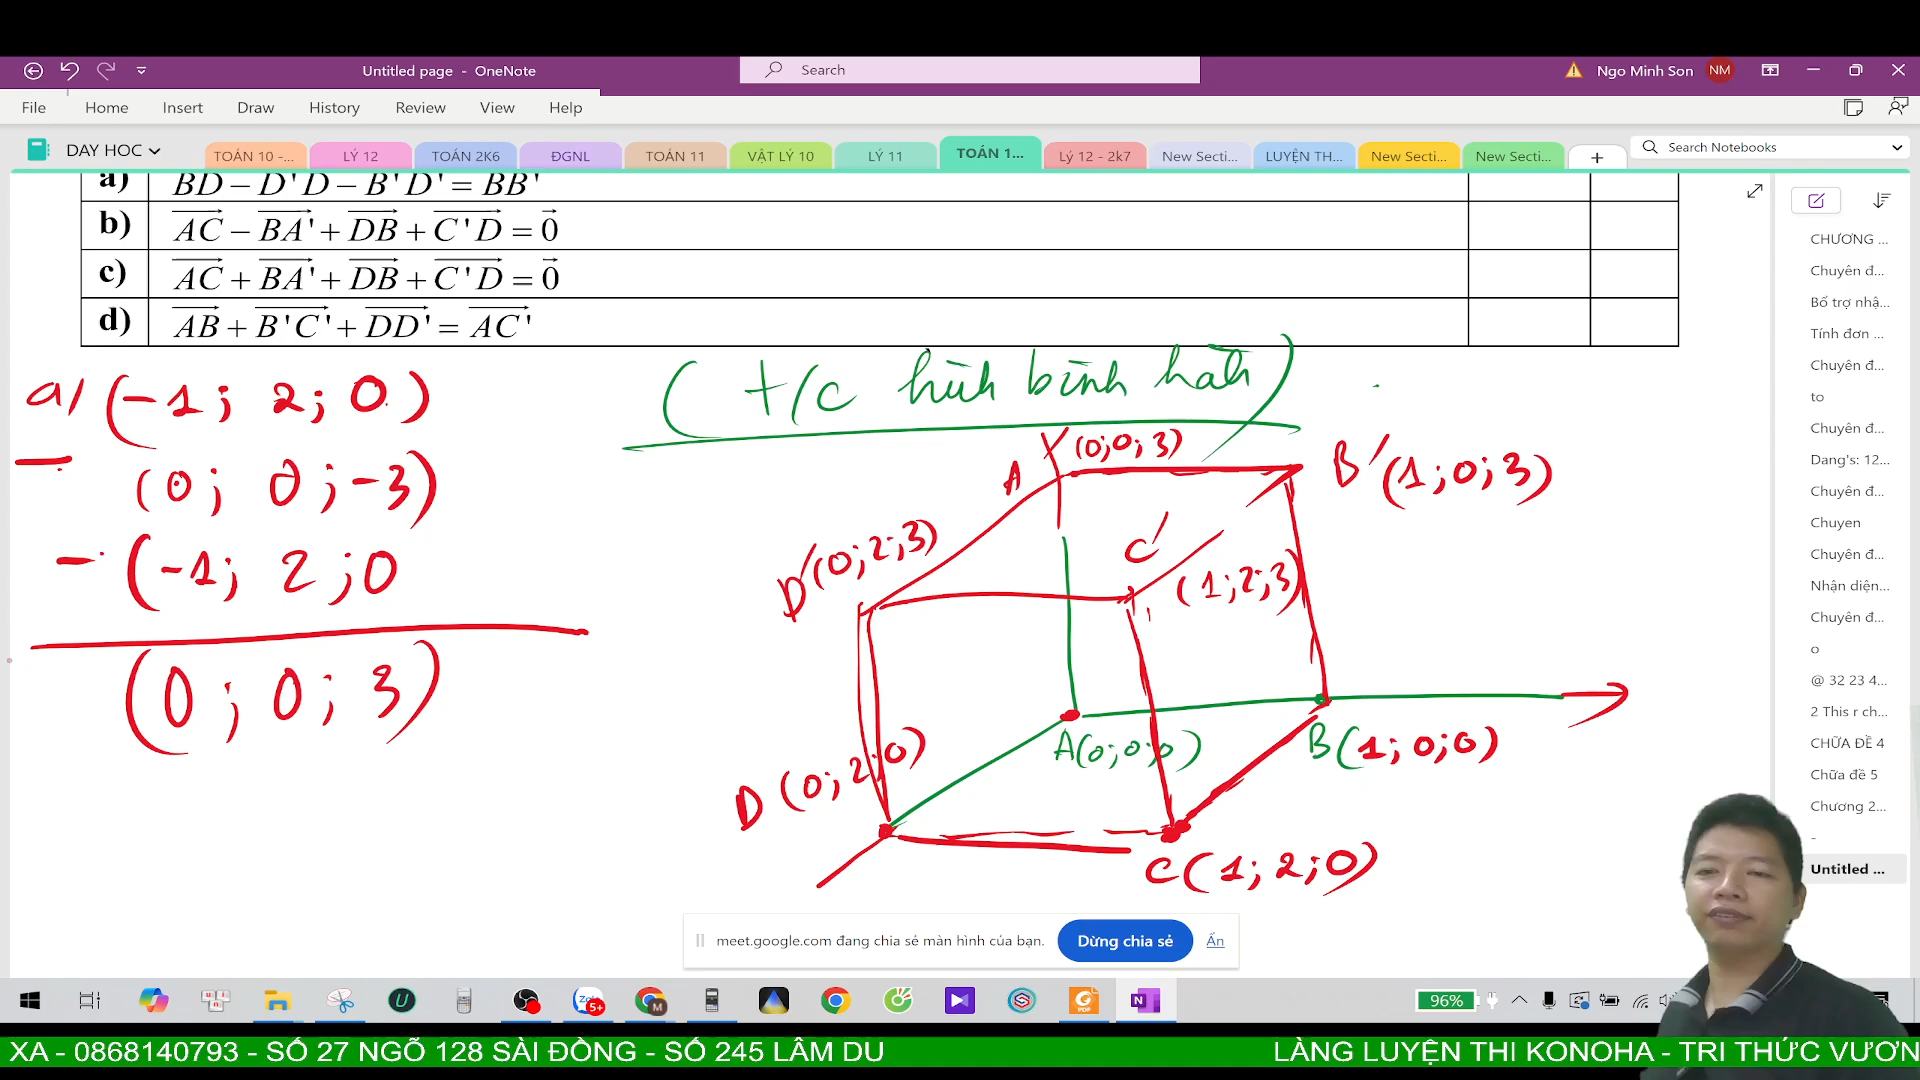 Untitled page - OneNote
Search
Ngo Minh Son
NM
File Home Insert Draw History Review View Help
DAY HOC
TOÁN 10 -... LÝ 12 TOÁN 2K6 ĐGNL TOÁN 11 VẬT LÝ 10 LÝ 11 TOÁN 1... Lý 12 - 2k7 New Secti... LUYỆN TH... New Secti... New Secti... +
Search Notebooks
a) BD − D'D − B'D' = BB'
b) AC − BA' + DB + C'D = 0
c) AC + BA' + DB + C'D = 0
d) AB + B'C' + DD' = AC'
(t/c hình bình hành)
a/ (-1; 2; 0)
− (0; 0; -3)
− (-1; 2; 0
(0; 0; 3)
A' (0; 0; 3)
B' (1; 0; 3)
D' (0; 2; 3)
C' (1; 2; 3)
A(0; 0; 0)
B(1; 0; 0)
D (0; 2; 0)
C(1; 2; 0)
CHƯƠNG ...
Chuyên đ...
Bổ trợ nhậ...
Tính đơn ...
Chuyên đ...
to
Chuyên đ...
Dang's: 12...
Chuyên đ...
Chuyen
Chuyên đ...
Nhận diện...
Chuyên đ...
o
@ 32 23 4...
2 This r ch...
CHỮA ĐỀ 4
Chữa đề 5
Chương 2...
-
Untitled ...
meet.google.com đang chia sẻ màn hình của bạn.
Dừng chia sẻ
Ẩn
96%
XA - 0868140793 - SỐ 27 NGÕ 128 SÀI ĐỒNG - SỐ 245 LÂM DU
LÀNG LUYỆN THI KONOHA - TRI THỨC VƯƠN